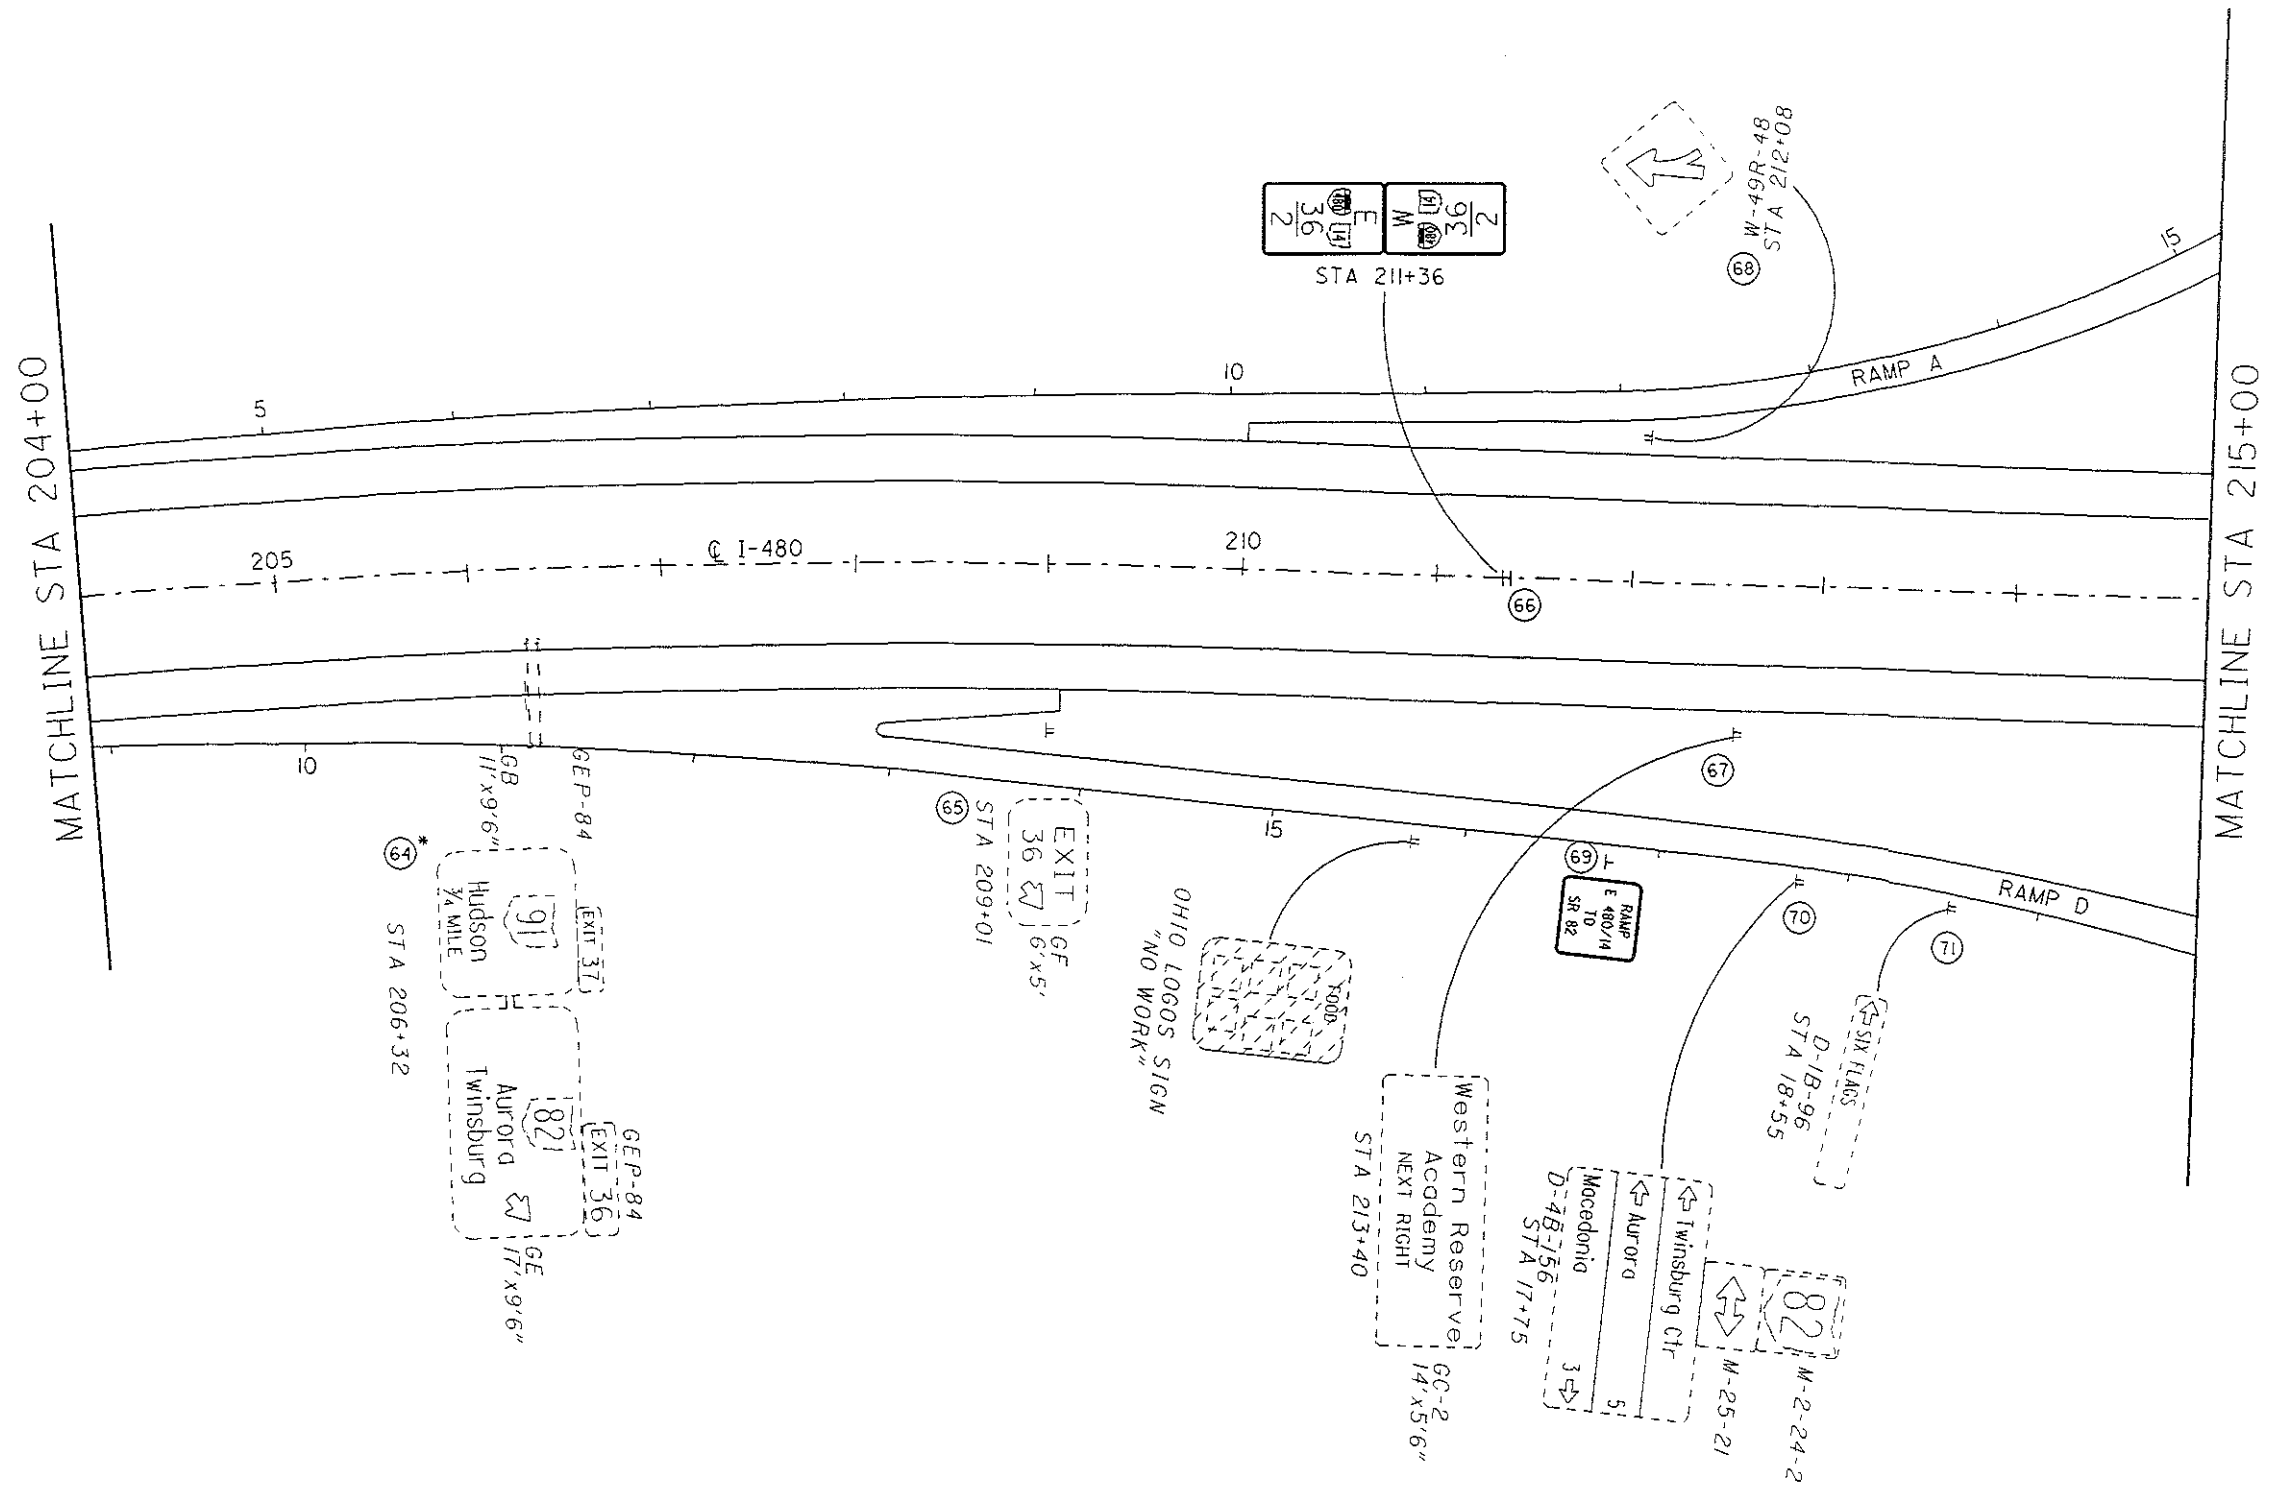 MATCHLINE STA 204+00
MATCHLINE STA 215+00
W-49R-48
STA 212+08
68
2
36
14 480
W
E
480 14
36
2
STA 211+36
15
10
5
RAMP A
205
℄ I-480
210
66
10
15
RAMP D
GEP-84
GB
11'x9'6"
64*
EXIT 37
91
Hudson
¾ MILE
STA 206+32
GEP-84
EXIT 36
82
Aurora
Twinsburg
GE
17'x9'6"
65
STA 209+01
EXIT
36
GF
6'x5'
FOOD
OHIO LOGOS SIGN
"NO WORK"
67
Western Reserve
Academy
NEXT RIGHT
STA 213+40
GC-2
14'x5'6"
69
RAMP
E 480/14
TO
SR 82
70
82
M-2-24-2
M-25-21
Twinsburg Ctr
Aurora 5
Macedonia 3
D-4B-156
STA 17+75
71
SIX FLAGS
D-1B-96
STA 18+55